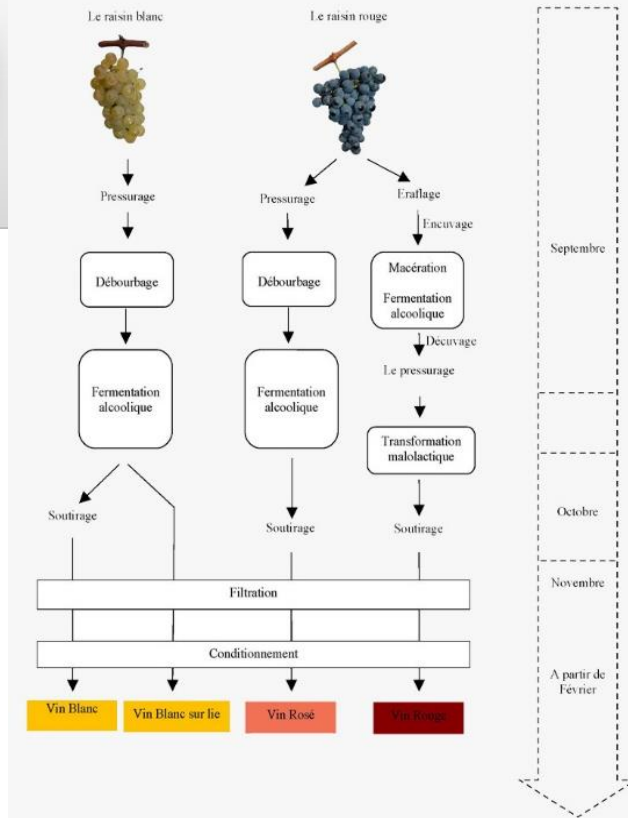 Le raisin blanc
Le raisin rouge
Pressurage
Pressurage
Eraflage
Encuvage
Septembre
Débourbage
Débourbage
Macération
Fermentation
alcoolique
Décuvage
Le pressurage
Fermentation
alcoolique
Fermentation
alcoolique
Transformation
malolactique
Soutirage
Soutirage
Soutirage
Octobre
Novembre
Filtration
Conditionnement
A partir de
Février
Vin Blanc
Vin Blanc sur lie
Vin Rosé
Vin Rouge